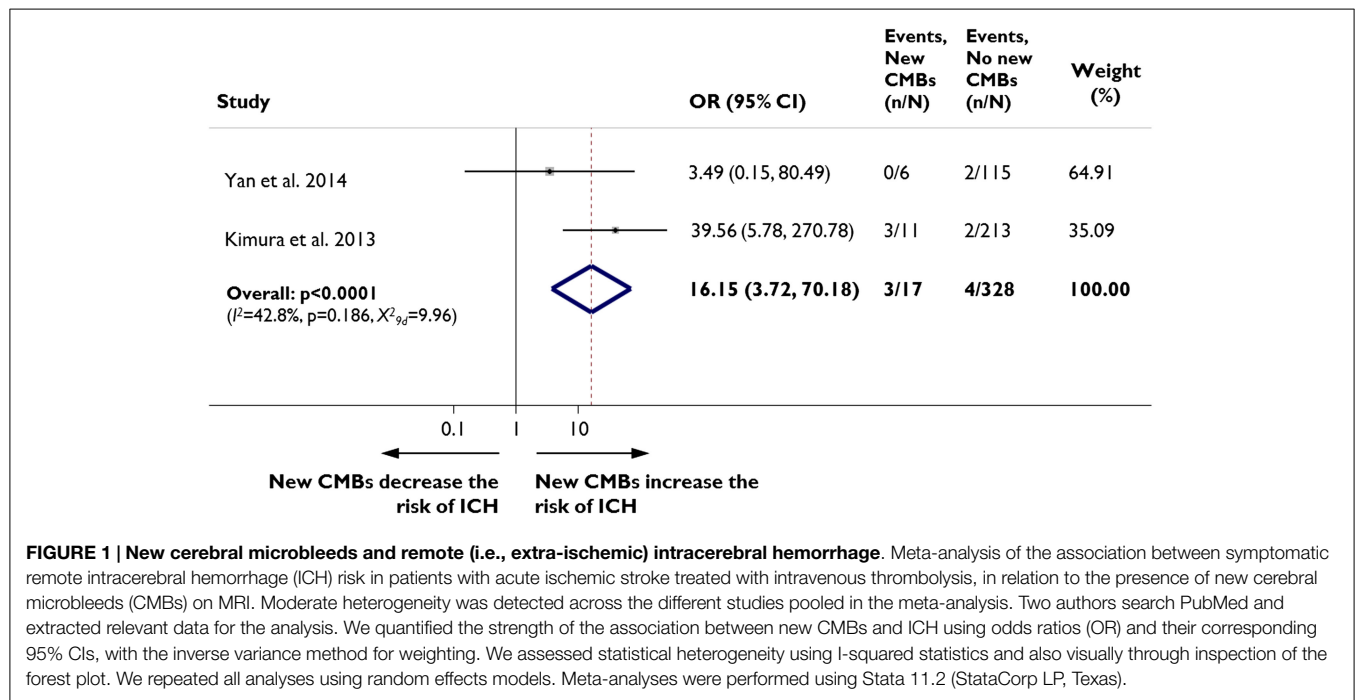 Study
OR (95% CI)
Events, New CMBs (n/N)
Events, No new CMBs (n/N)
Weight (%)
Yan et al. 2014 3.49 (0.15, 80.49) 0/6 2/115 64.91
Kimura et al. 2013 39.56 (5.78, 270.78) 3/11 2/213 35.09
Overall: p<0.0001 16.15 (3.72, 70.18) 3/17 4/328 100.00
(I²=42.8%, p=0.186, X²9d=9.96)
0.1 1 10
New CMBs decrease the
risk of ICH
New CMBs increase the
risk of ICH
FIGURE 1 | New cerebral microbleeds and remote (i.e., extra-ischemic) intracerebral hemorrhage. Meta-analysis of the association between symptomatic
remote intracerebral hemorrhage (ICH) risk in patients with acute ischemic stroke treated with intravenous thrombolysis, in relation to the presence of new cerebral
microbleeds (CMBs) on MRI. Moderate heterogeneity was detected across the different studies pooled in the meta-analysis. Two authors search PubMed and
extracted relevant data for the analysis. We quantified the strength of the association between new CMBs and ICH using odds ratios (OR) and their corresponding
95% CIs, with the inverse variance method for weighting. We assessed statistical heterogeneity using I-squared statistics and also visually through inspection of the
forest plot. We repeated all analyses using random effects models. Meta-analyses were performed using Stata 11.2 (StataCorp LP, Texas).